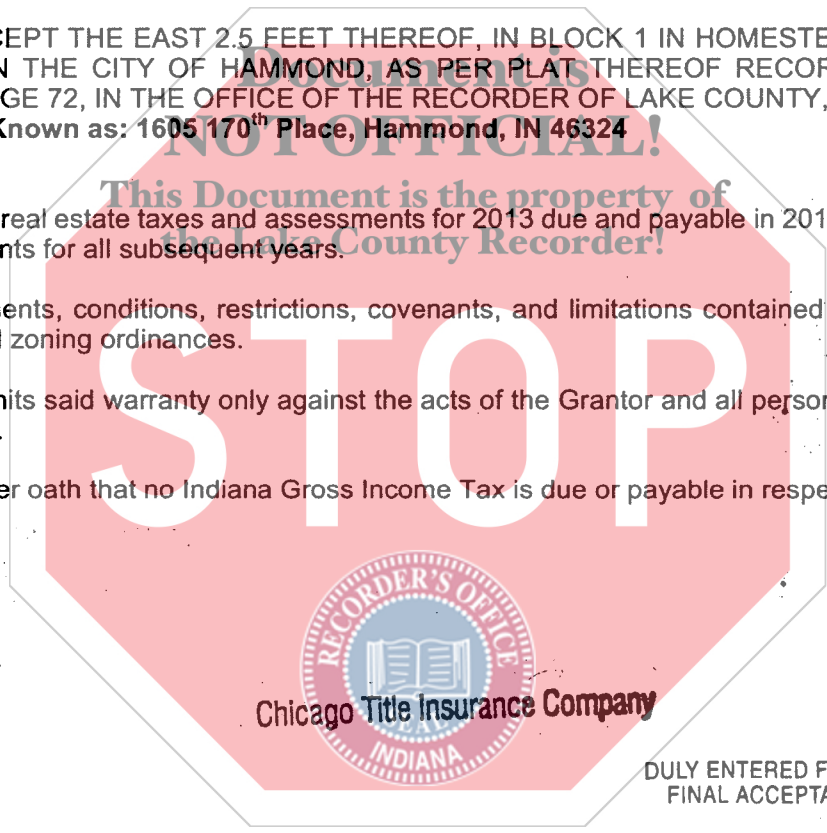 CEPT THE EAST 2.5 FEET THEREOF, IN BLOCK 1 IN HOMESTE
N THE CITY OF HAMMOND, AS PER PLAT THEREOF RECOR
GE 72, IN THE OFFICE OF THE RECORDER OF LAKE COUNTY,
Known as: 1605 170th Place, Hammond, IN 46324
Document is
NOT OFFICIAL!
This Document is the property of
the Lake County Recorder!
real estate taxes and assessments for 2013 due and payable in 201
nts for all subsequent years.
ents, conditions, restrictions, covenants, and limitations contained
zoning ordinances.
STOP
nits said warranty only against the acts of the Grantor and all person
er oath that no Indiana Gross Income Tax is due or payable in respe
RECORDER'S OFFICE
SEAL
INDIANA
Chicago Title Insurance Company
DULY ENTERED F
FINAL ACCEPTA